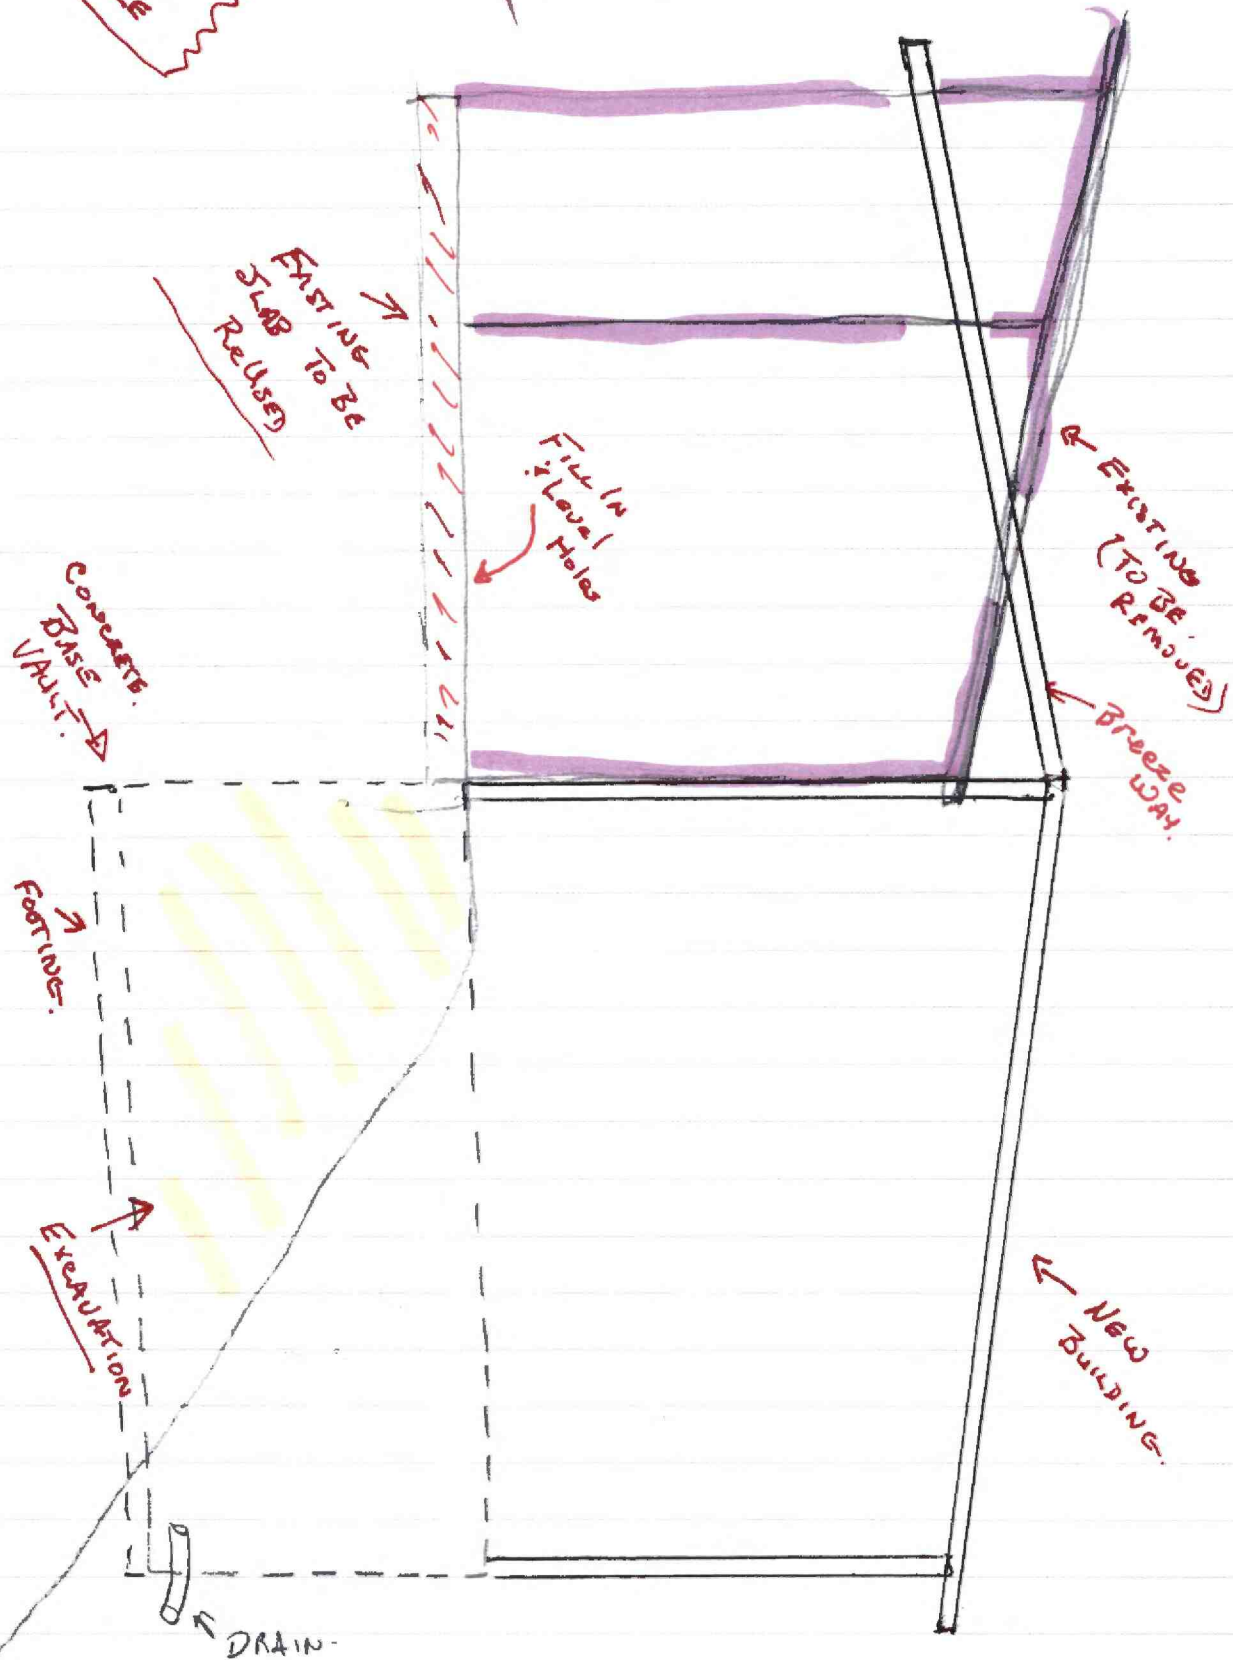 EXISTING
SLAB TO BE
ReUSED
FILL IN
& Level
Holes
EXISTING
(TO BE
REMOVED)
Breeze
WAY.
CONCRETE.
BASE
VAULT.
FOOTING.
EXCAVATION
NEW
BUILDING.
DRAIN-